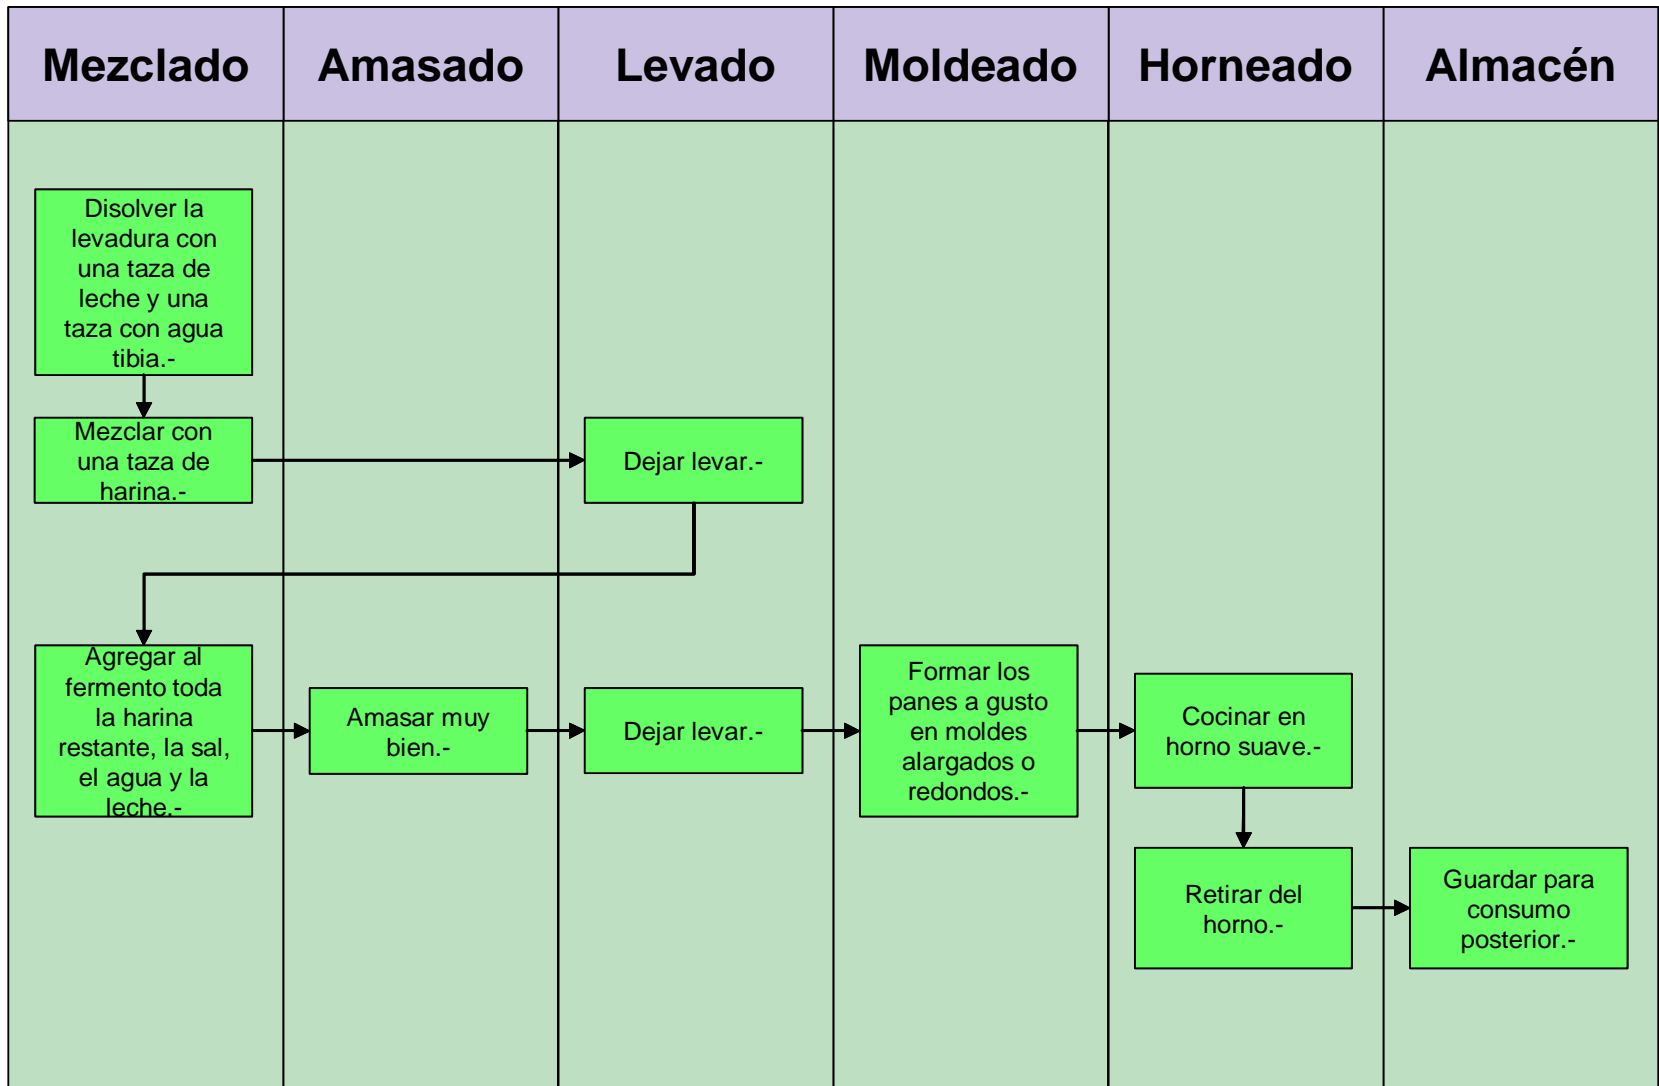 Mezclado
Amasado
Levado
Moldeado
Horneado
Almacén
Disolver la
levadura con
una taza de
leche y una
taza con agua
tibia.-
Mezclar con
una taza de
harina.-
Dejar levar.-
Agregar al
fermento toda
la harina
restante, la sal,
el agua y la
leche.-
Amasar muy
bien.-
Dejar levar.-
Formar los
panes a gusto
en moldes
alargados o
redondos.-
Cocinar en
horno suave.-
Retirar del
horno.-
Guardar para
consumo
posterior.-